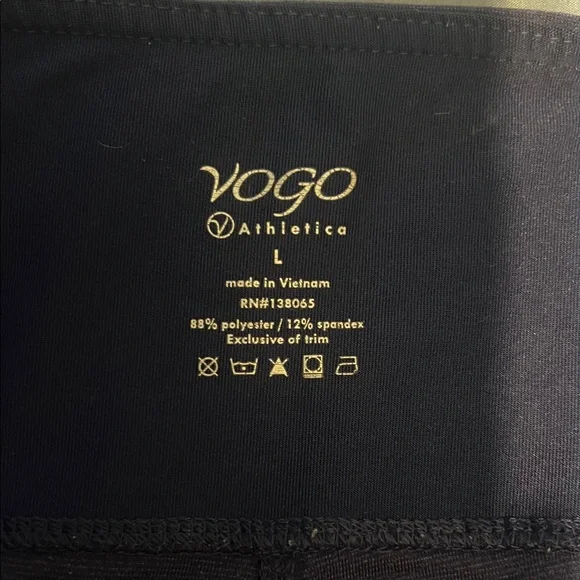 VOGO
Athletica
L
made in Vietnam
RN#138065
88% polyester / 12% spandex
Exclusive of trim